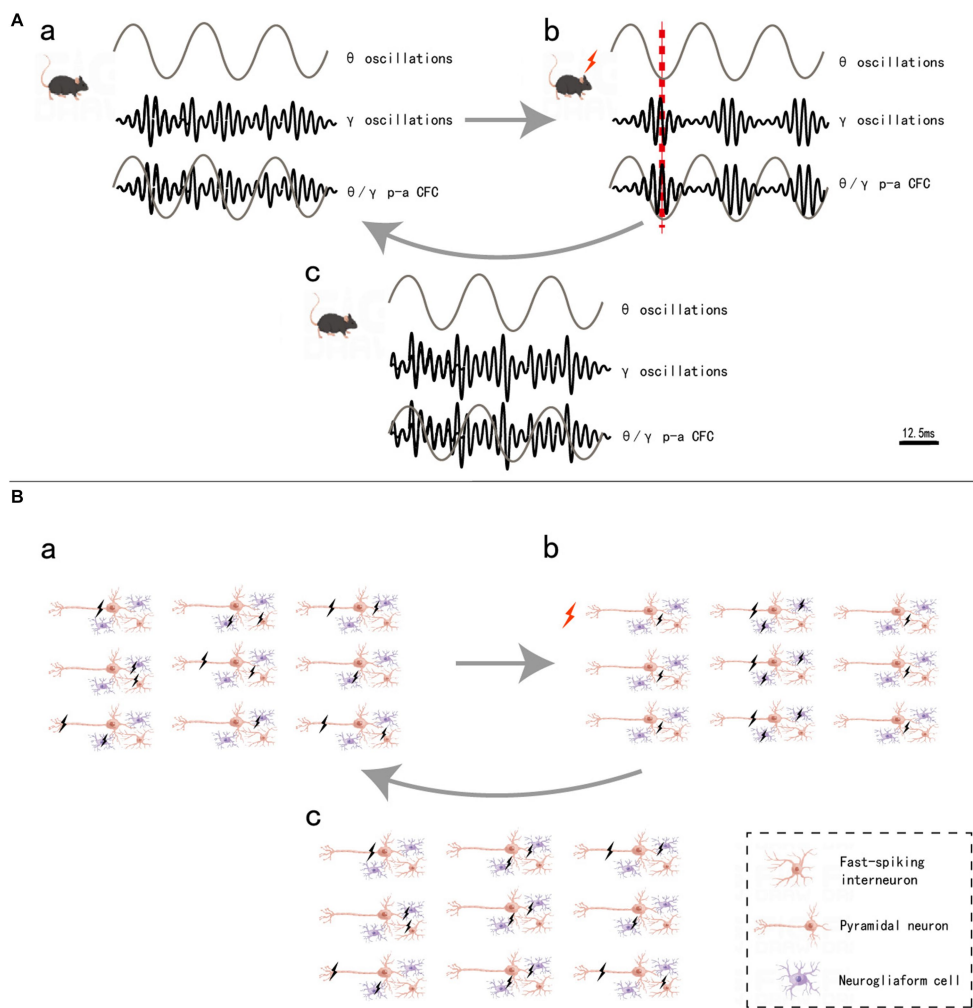 A
a
θ oscillations
γ oscillations
θ/γ p-a CFC
b
θ oscillations
γ oscillations
θ/γ p-a CFC
c
θ oscillations
γ oscillations
θ/γ p-a CFC
12.5ms
B
a
b
c
Fast-spiking
interneuron
Pyramidal neuron
Neurogliaform cell